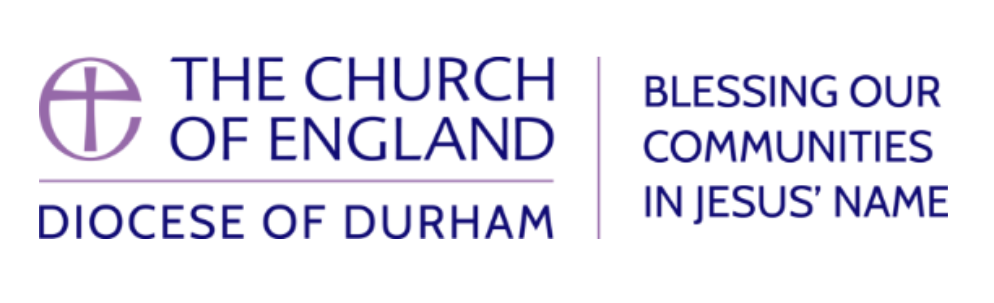 THE CHURCH
OF ENGLAND
DIOCESE OF DURHAM
BLESSING OUR
COMMUNITIES
IN JESUS’ NAME